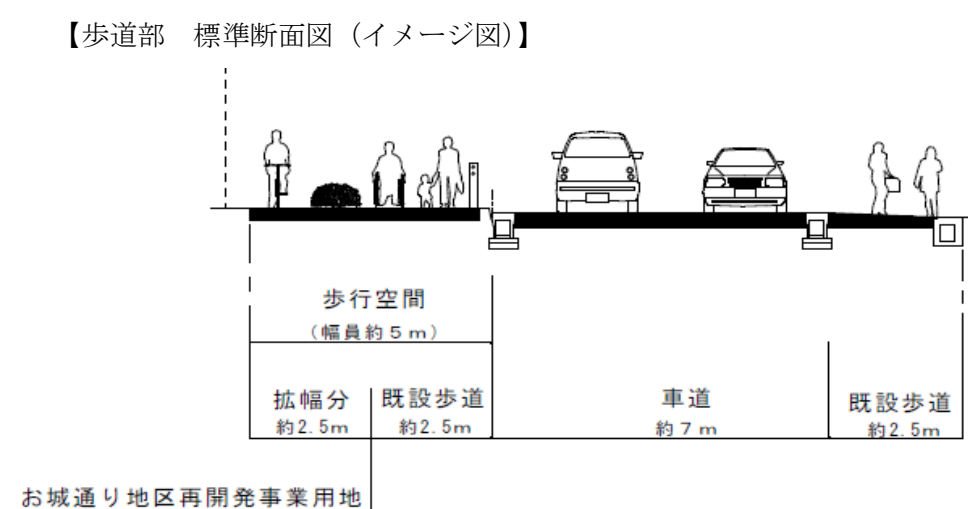 【歩道部　標準断面図（イメージ図）】
歩行空間
（幅員約５ｍ）
拡幅分
約2.5m
既設歩道
約2.5m
車道
約７ｍ
既設歩道
約2.5m
お城通り地区再開発事業用地